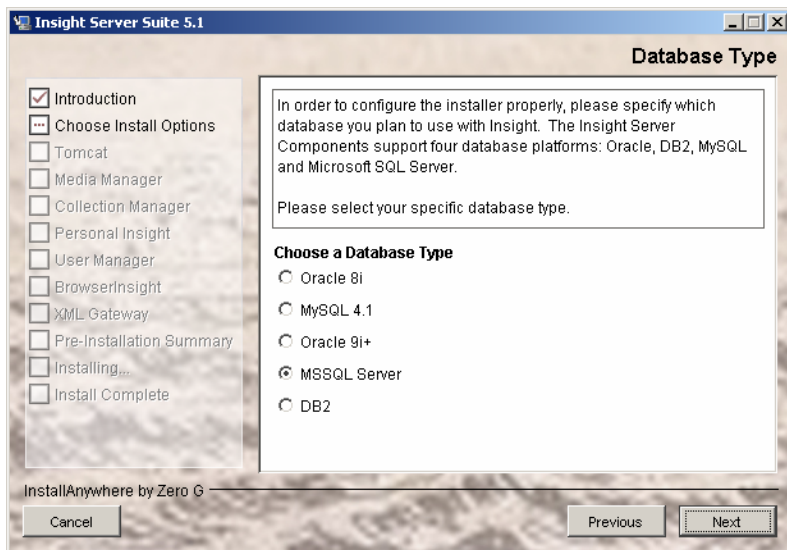 Insight Server Suite 5.1
Database Type
Introduction
Choose Install Options
Tomcat
Media Manager
Collection Manager
Personal Insight
User Manager
BrowserInsight
XML Gateway
Pre-Installation Summary
Installing...
Install Complete
In order to configure the installer properly, please specify which
database you plan to use with Insight. The Insight Server
Components support four database platforms: Oracle, DB2, MySQL
and Microsoft SQL Server.
Please select your specific database type.
Choose a Database Type
Oracle 8i
MySQL 4.1
Oracle 9i+
MSSQL Server
DB2
InstallAnywhere by Zero G
Cancel
Previous
Next